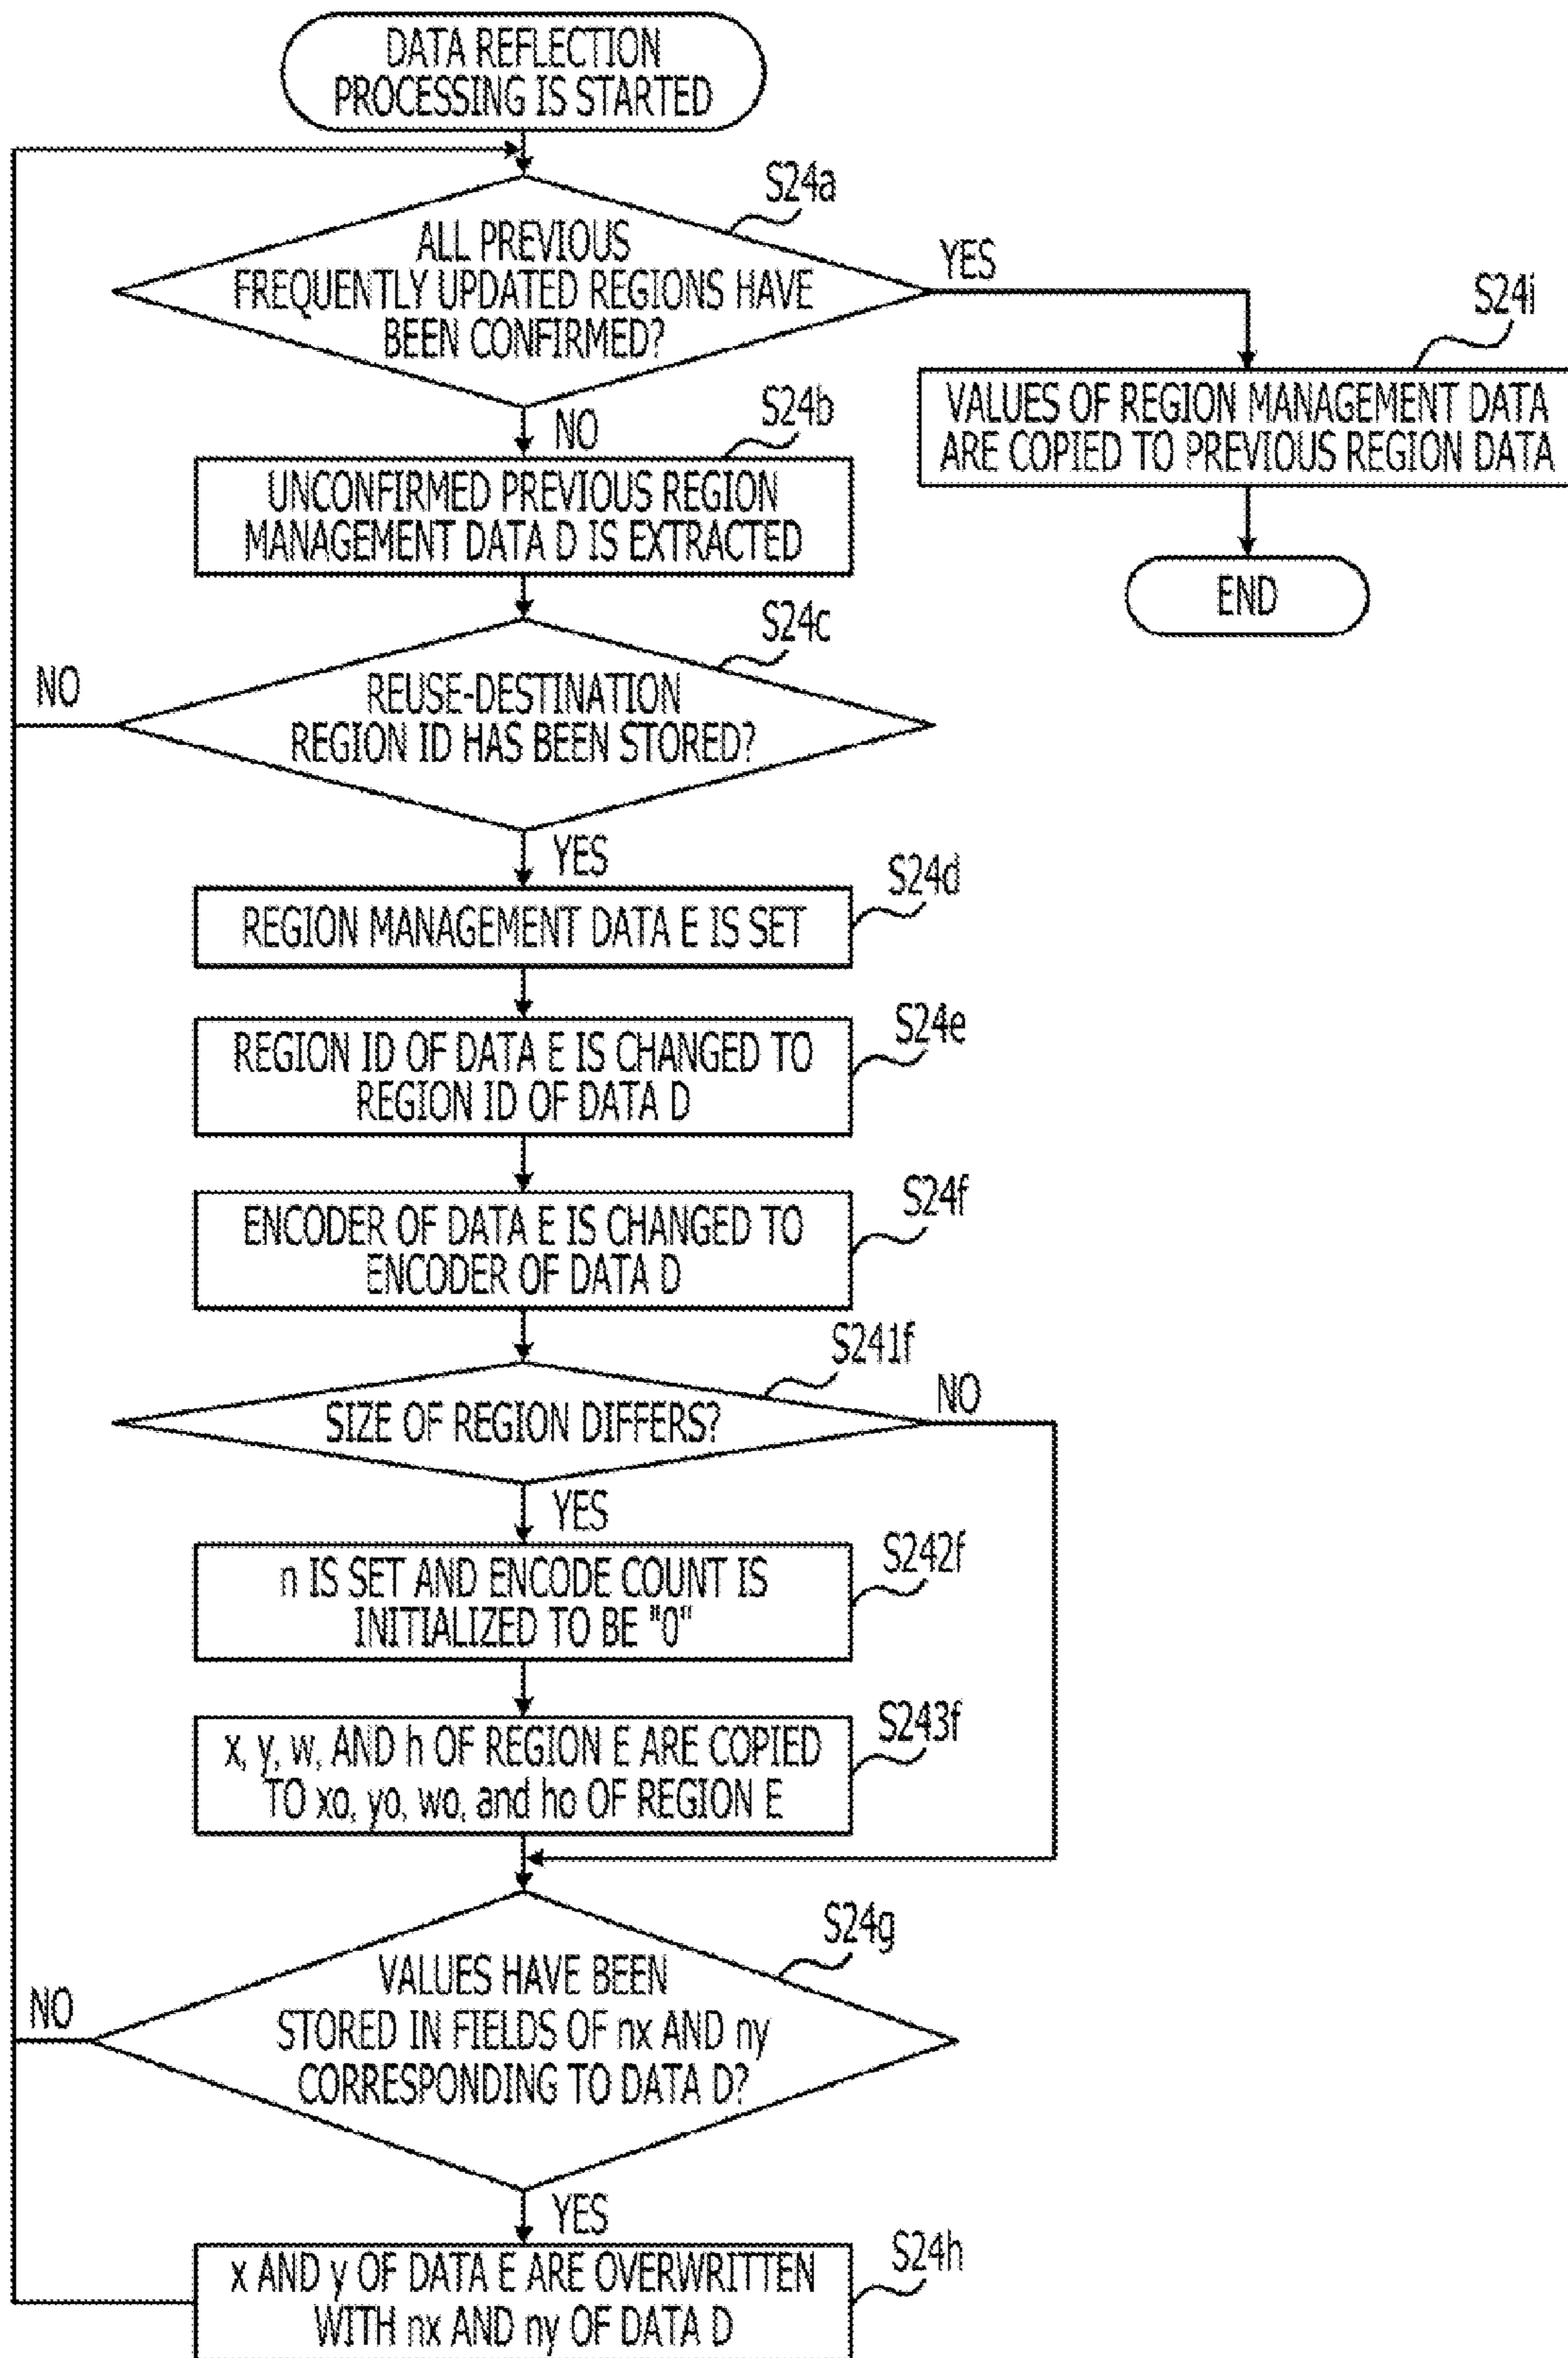 DATA REFLECTION
PROCESSING IS STARTED
S24a
ALL PREVIOUS
FREQUENTLY UPDATED REGIONS HAVE
BEEN CONFIRMED?
YES
S24i
VALUES OF REGION MANAGEMENT DATA
ARE COPIED TO PREVIOUS REGION DATA
END
NO
S24b
UNCONFIRMED PREVIOUS REGION
MANAGEMENT DATA D IS EXTRACTED
S24c
NO
REUSE-DESTINATION
REGION ID HAS BEEN STORED?
YES
S24d
REGION MANAGEMENT DATA E IS SET
S24e
REGION ID OF DATA E IS CHANGED TO
REGION ID OF DATA D
S24f
ENCODER OF DATA E IS CHANGED TO
ENCODER OF DATA D
S241f
SIZE OF REGION DIFFERS?
NO
YES
S242f
n IS SET AND ENCODE COUNT IS
INITIALIZED TO BE "0"
S243f
x, y, w, AND h OF REGION E ARE COPIED
TO xo, yo, wo, and ho OF REGION E
S24g
NO
VALUES HAVE BEEN
STORED IN FIELDS OF nx AND ny
CORRESPONDING TO DATA D?
YES
S24h
x AND y OF DATA E ARE OVERWRITTEN
WITH nx AND ny OF DATA D